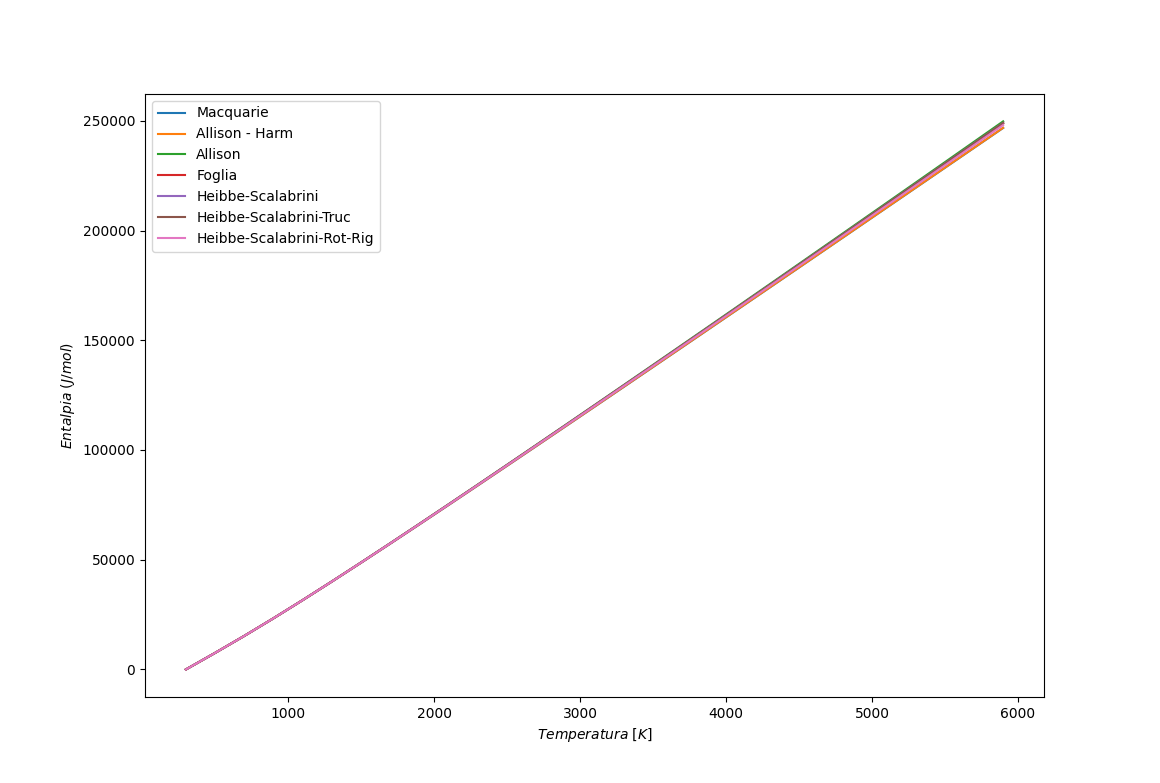 Macquarie
Allison - Harm
Allison
Foglia
Heibbe-Scalabrini
Heibbe-Scalabrini-Truc
Heibbe-Scalabrini-Rot-Rig
250000
200000
150000
100000
50000
0
Entalpia (J/mol)
1000 2000 3000 4000 5000 6000
Temperatura [K]